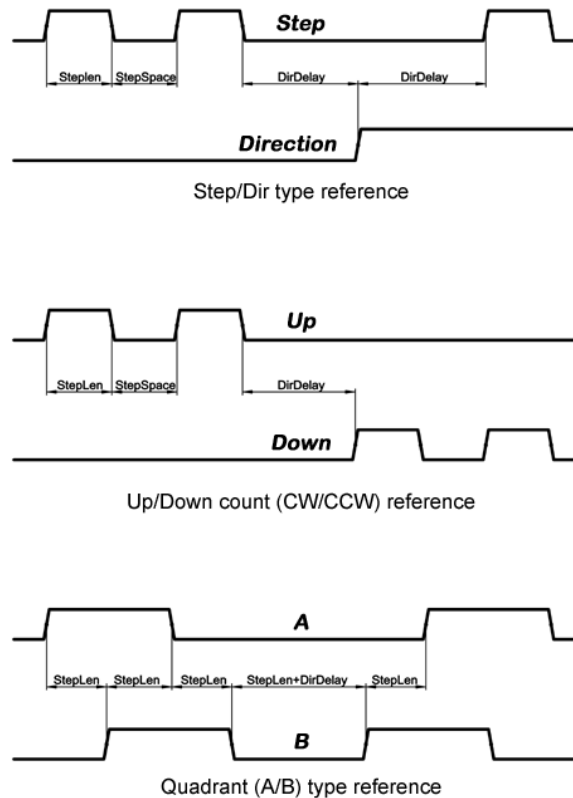 Step
Steplen StepSpace DirDelay DirDelay
Direction
Step/Dir type reference
Up
StepLen StepSpace DirDelay
Down
Up/Down count (CW/CCW) reference
A
StepLen StepLen StepLen StepLen+DirDelay StepLen
B
Quadrant (A/B) type reference